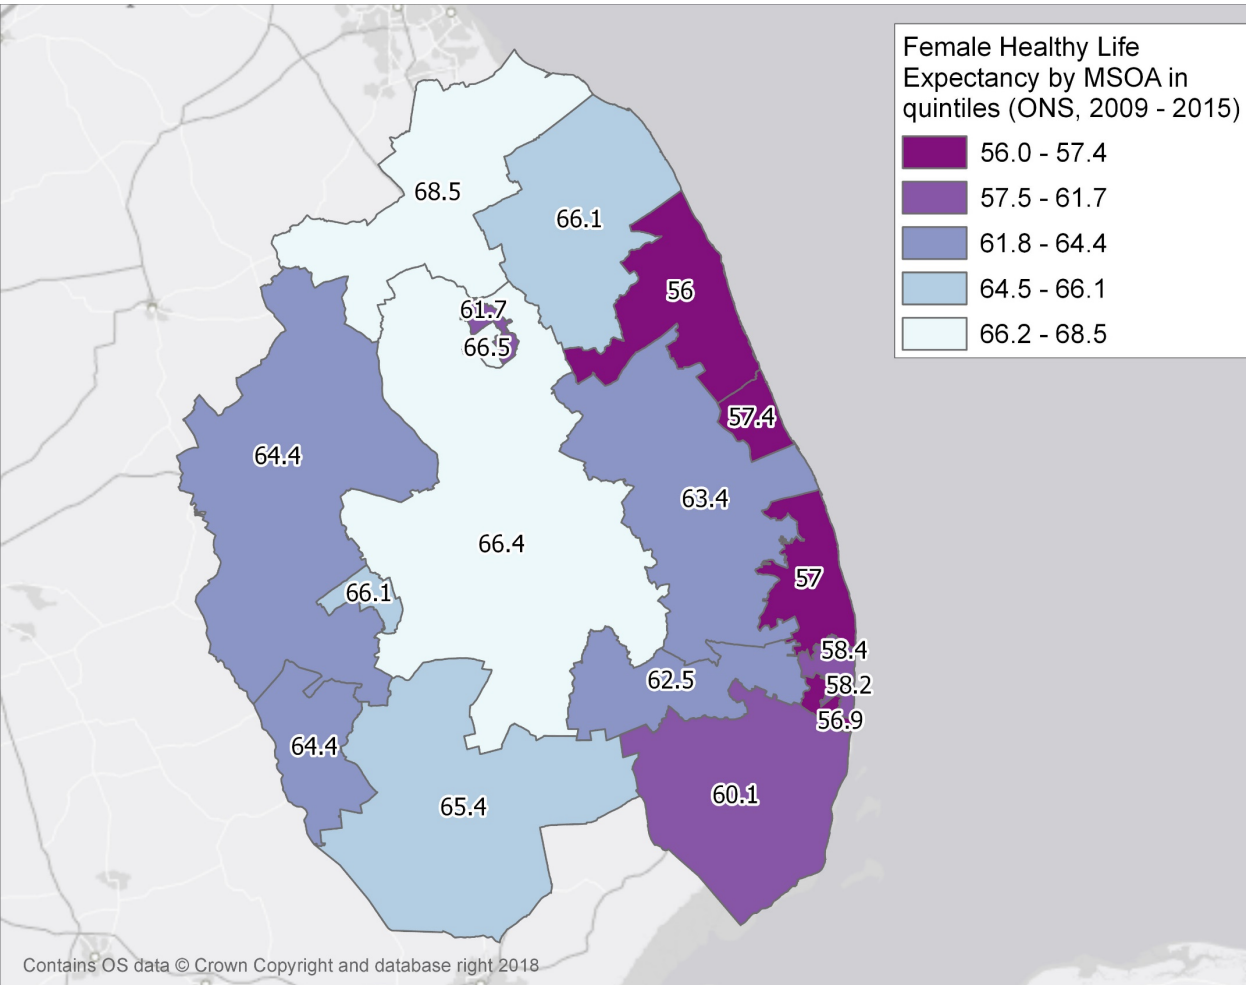 Female Healthy Life
Expectancy by MSOA in
quintiles (ONS, 2009 - 2015)
56.0 - 57.4
57.5 - 61.7
61.8 - 64.4
64.5 - 66.1
66.2 - 68.5
68.5
66.1
56
61.7
66.5
57.4
64.4
63.4
66.4
57
66.1
58.4
62.5
58.2
56.9
64.4
60.1
65.4
Contains OS data © Crown Copyright and database right 2018